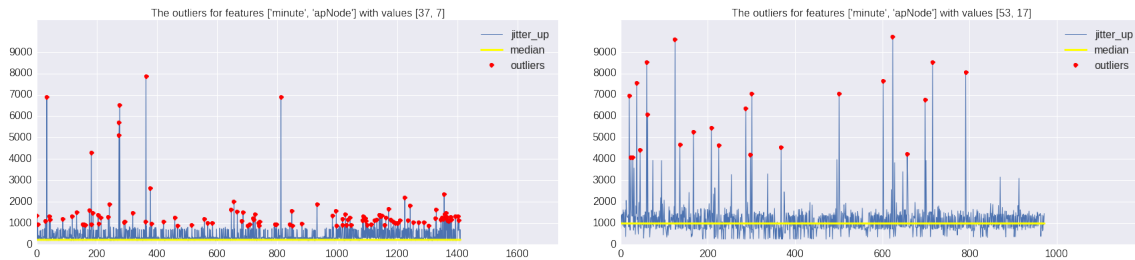 The outliers for features ['minute', 'apNode'] with values [37, 7]
jitter_up
median
outliers
9000
8000
7000
6000
5000
4000
3000
2000
1000
0
0 200 400 600 800 1000 1200 1400 1600
The outliers for features ['minute', 'apNode'] with values [53, 17]
jitter_up
median
outliers
9000
8000
7000
6000
5000
4000
3000
2000
1000
0
0 200 400 600 800 1000